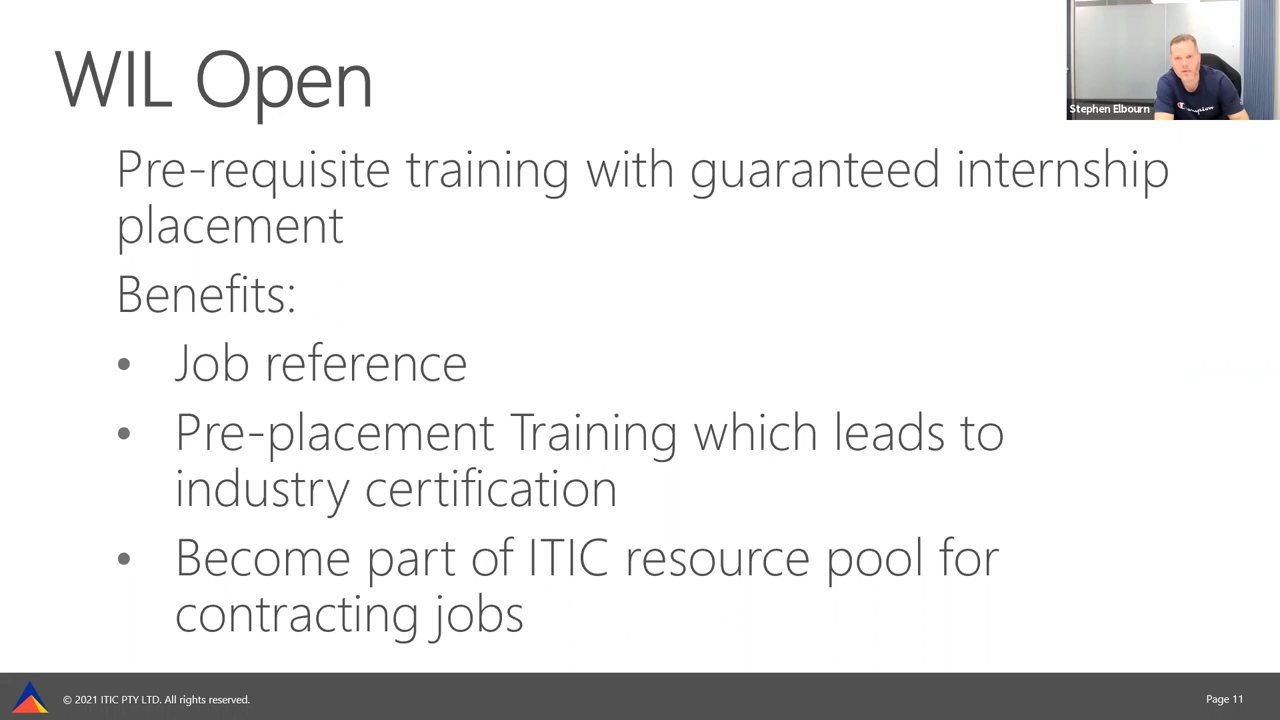 WIL Open
Stephen Elbourn
Pre-requisite training with guaranteed internship
placement
Benefits:
• Job reference
• Pre-placement Training which leads to
industry certification
• Become part of ITIC resource pool for
contracting jobs
© 2021 ITIC PTY LTD. All rights reserved.
Page 11